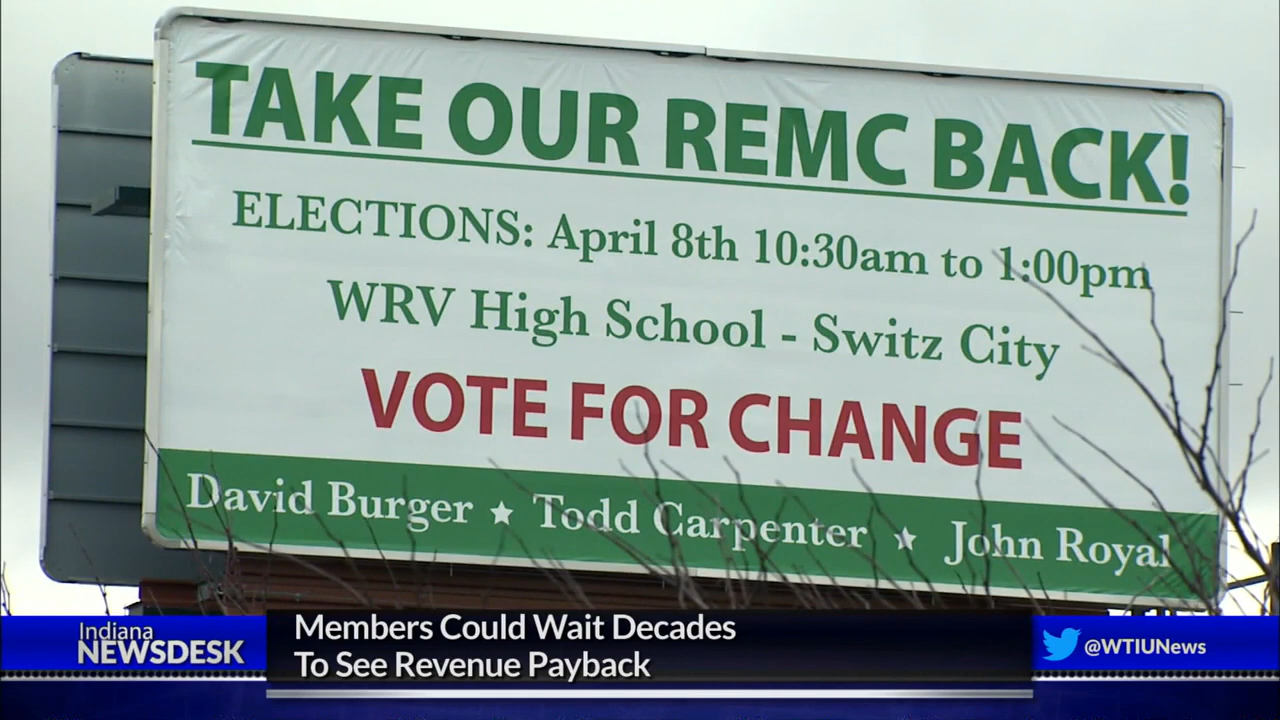 TAKE OUR REMC BACK!
ELECTIONS: April 8th 10:30am to 1:00pm
WRV High School - Switz City
VOTE FOR CHANGE
David Burger ★ Todd Carpenter ★ John Royal
Indiana
NEWSDESK
Members Could Wait Decades
To See Revenue Payback
@WTIUNews